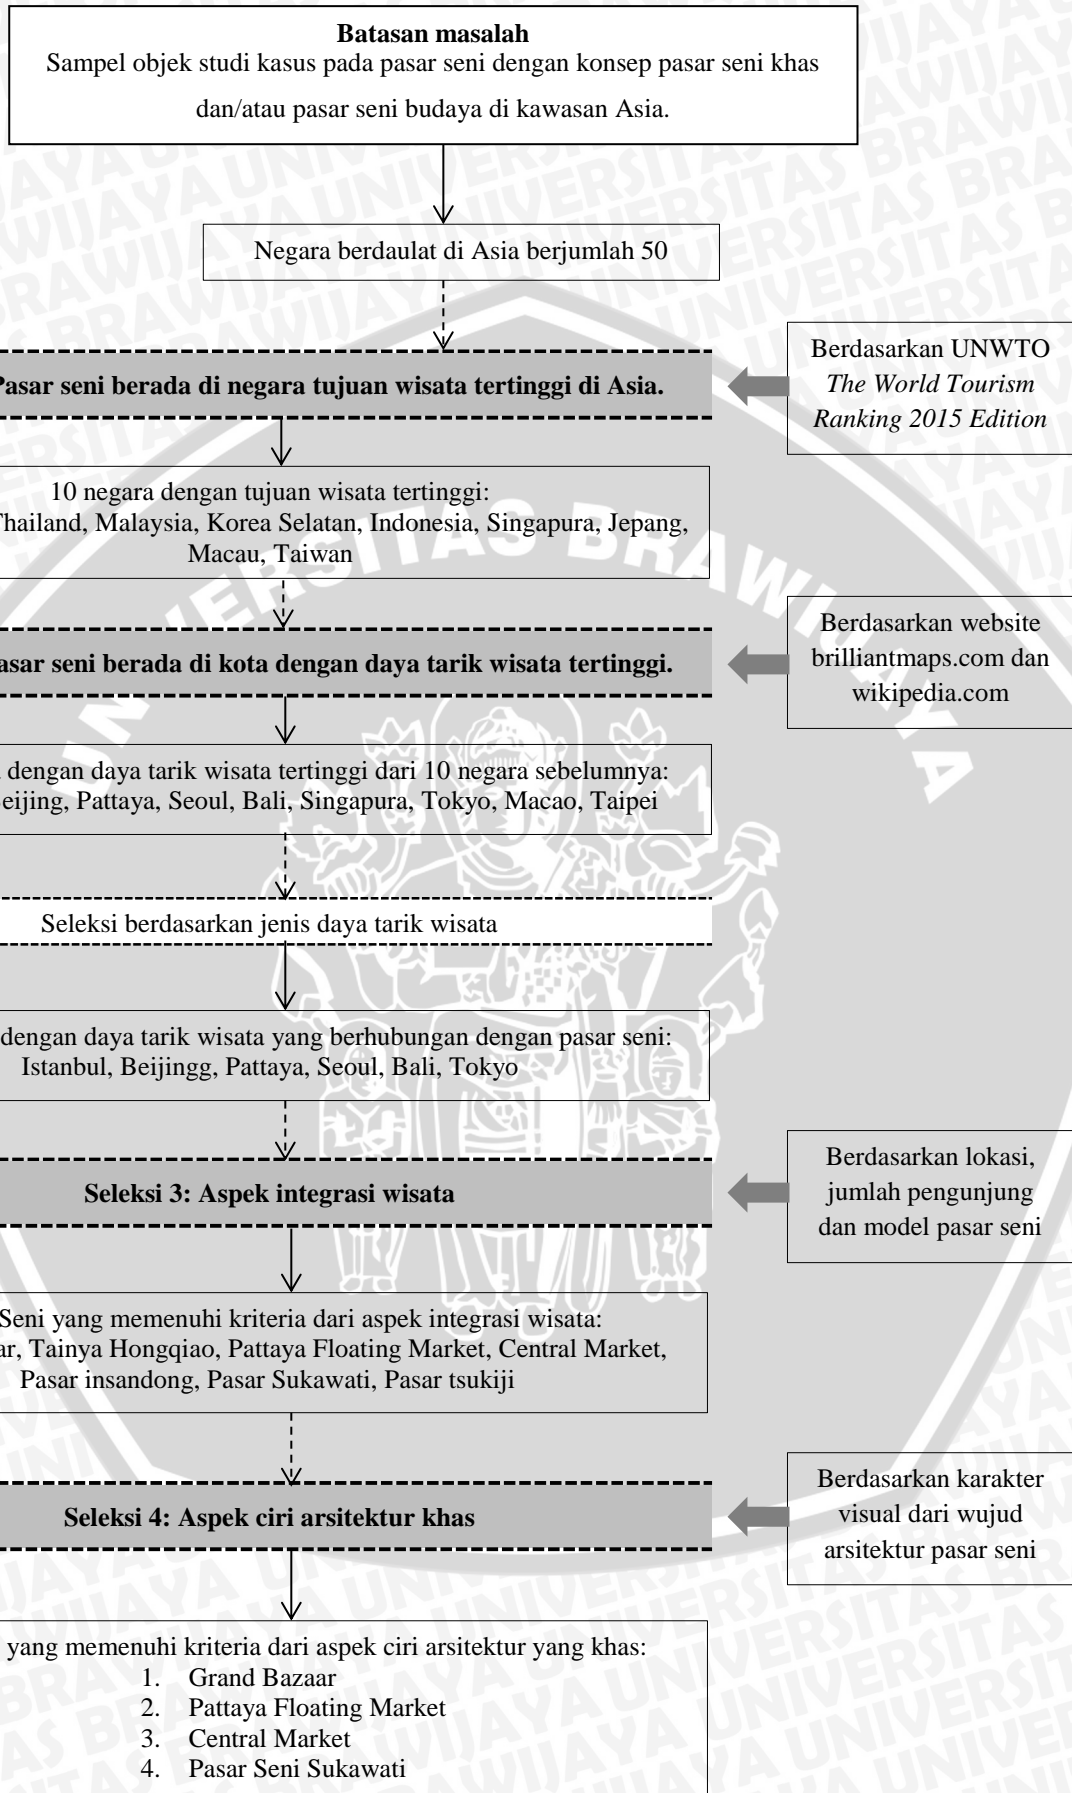 Batasan masalah
Sampel objek studi kasus pada pasar seni dengan konsep pasar seni khas
dan/atau pasar seni budaya di kawasan Asia.
Negara berdaulat di Asia berjumlah 50
Pasar seni berada di negara tujuan wisata tertinggi di Asia.
Berdasarkan UNWTO
The World Tourism
Ranking 2015 Edition
10 negara dengan tujuan wisata tertinggi:
Thailand, Malaysia, Korea Selatan, Indonesia, Singapura, Jepang,
Macau, Taiwan
asar seni berada di kota dengan daya tarik wisata tertinggi.
Berdasarkan website
brilliantmaps.com dan
wikipedia.com
dengan daya tarik wisata tertinggi dari 10 negara sebelumnya:
eijing, Pattaya, Seoul, Bali, Singapura, Tokyo, Macao, Taipei
Seleksi berdasarkan jenis daya tarik wisata
dengan daya tarik wisata yang berhubungan dengan pasar seni:
Istanbul, Beijingg, Pattaya, Seoul, Bali, Tokyo
Seleksi 3: Aspek integrasi wisata
Berdasarkan lokasi,
jumlah pengunjung
dan model pasar seni
Seni yang memenuhi kriteria dari aspek integrasi wisata:
ar, Tainya Hongqiao, Pattaya Floating Market, Central Market,
Pasar insandong, Pasar Sukawati, Pasar tsukiji
Seleksi 4: Aspek ciri arsitektur khas
Berdasarkan karakter
visual dari wujud
arsitektur pasar seni
yang memenuhi kriteria dari aspek ciri arsitektur yang khas:
1. Grand Bazaar
2. Pattaya Floating Market
3. Central Market
4. Pasar Seni Sukawati
UNIVERSITAS BRAWIJAYA